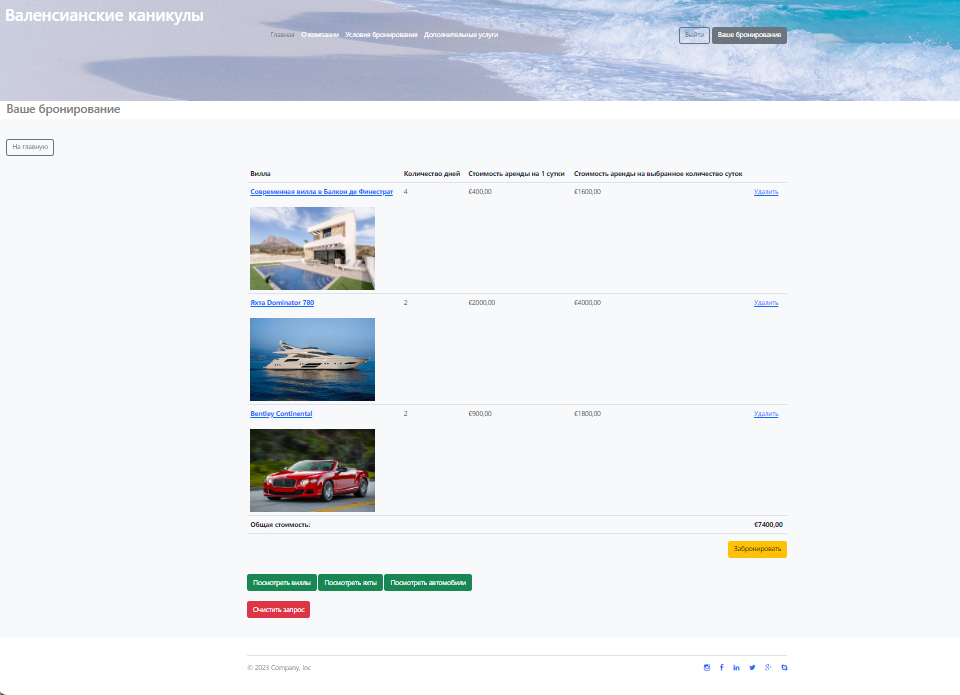 Валенсианские каникулы
Главная О компании Условия бронирования Дополнительные услуги Выйти Ваше бронирование
Ваше бронирование
На главную
Вилла Количество дней Стоимость аренды на 1 сутки Стоимость аренды на выбранное количество суток
Современная вилла в Балкон де Финестрат 4 €400,00 €1600,00 Удалить
Яхта Dominator 780 2 €2000,00 €4000,00 Удалить
Bentley Continental 2 €900,00 €1800,00 Удалить
Общая стоимость: €7400,00
Забронировать
Посмотреть виллы Посмотреть яхты Посмотреть автомобили
Очистить запрос
© 2023 Company, Inc